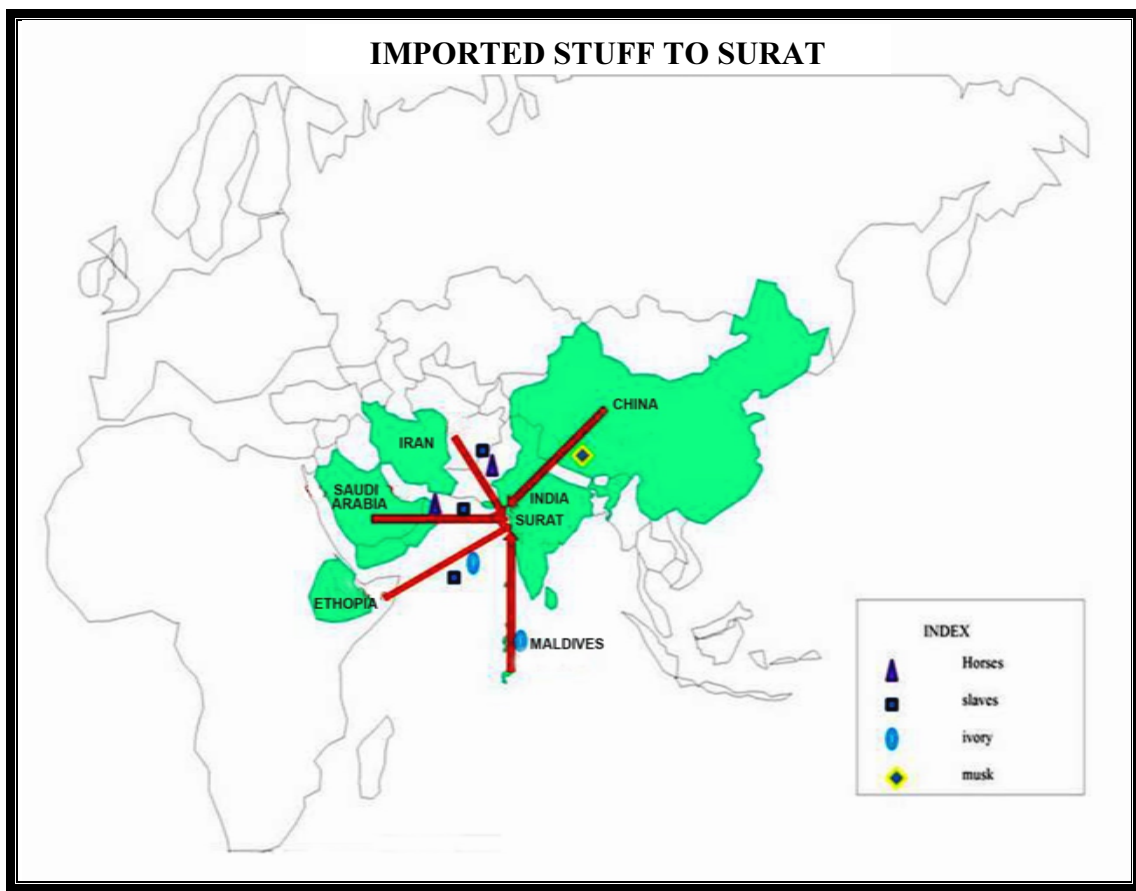 IMPORTED STUFF TO SURAT
CHINA
IRAN
SAUDI
ARABIA
INDIA
SURAT
ETHOPIA
MALDIVES
INDEX
Horses
slaves
ivory
musk